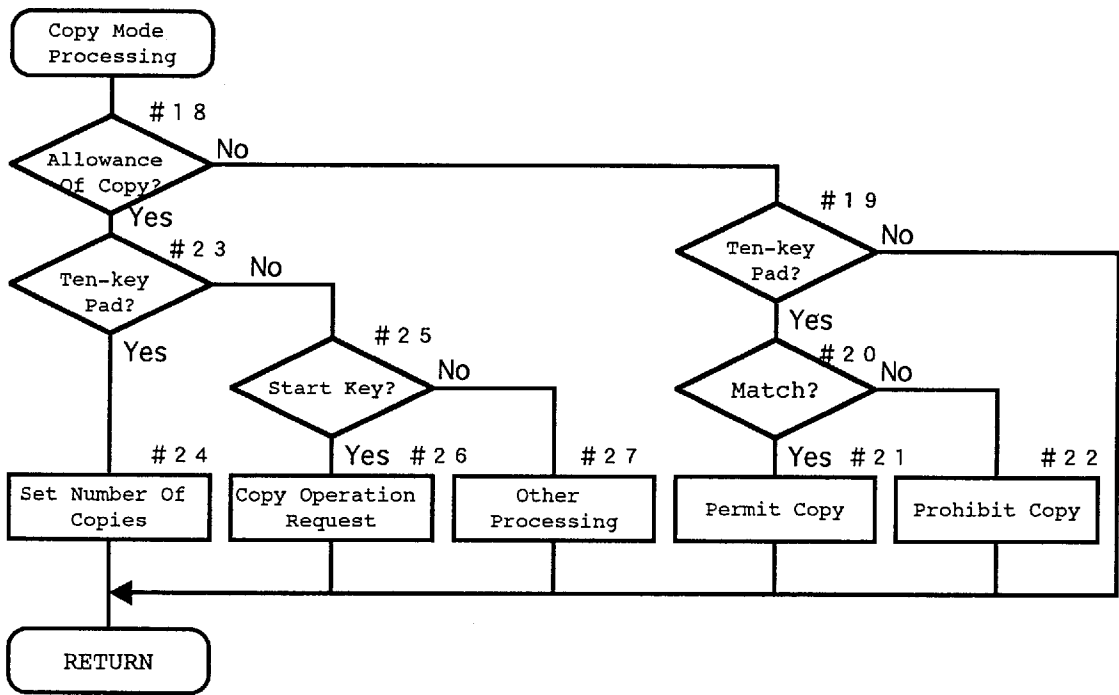 Copy Mode
Processing
#18
Allowance
Of Copy?
No
Yes
#19
Ten-key
Pad?
No
Yes
#23
Ten-key
Pad?
No
Yes
#25
Start Key?
No
Yes
#20
Match?
No
Yes
#24
Set Number Of
Copies
#26
Copy Operation
Request
#27
Other
Processing
#21
Permit Copy
#22
Prohibit Copy
RETURN